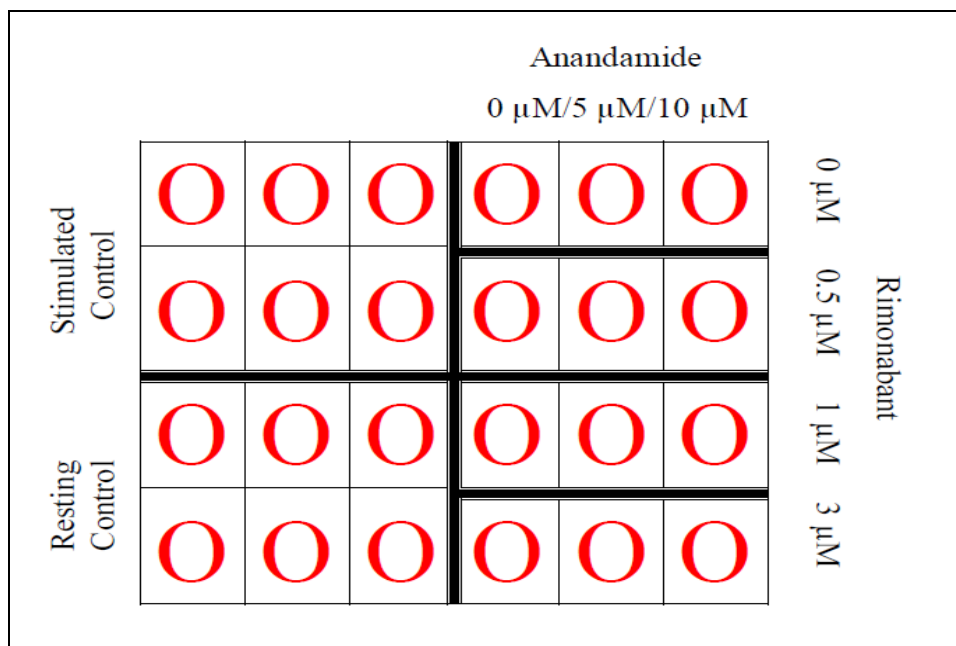 Anandamide
0 µM/5 µM/10 µM
Stimulated
Control
O O O O O O
0 µM
O O O O O O
0.5 µM
Rimonabant
Resting
Control
O O O O O O
1 µM
O O O O O O
3 µM